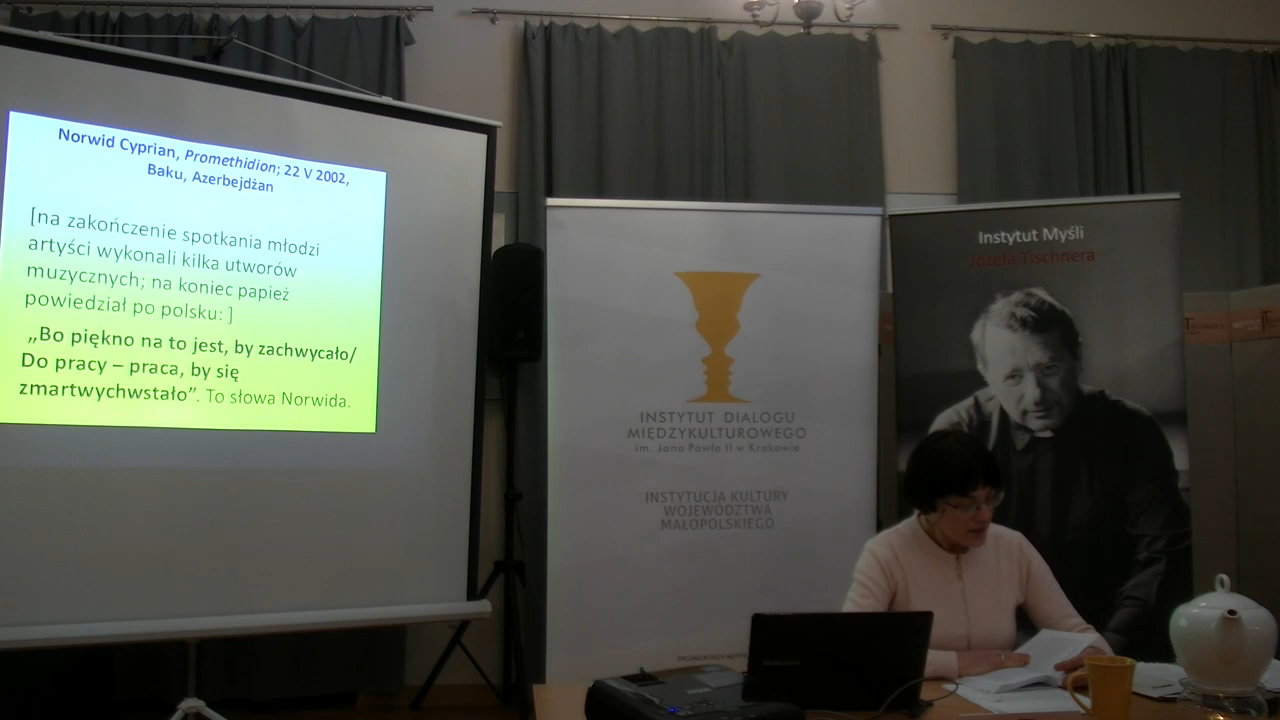 Norwid Cyprian, Promethidion; 22 V 2002,
Baku, Azerbejdżan
[na zakończenie spotkania młodzi
artyści wykonali kilka utworów
muzycznych; na koniec papież
powiedział po polsku: ]
„Bo piękno na to jest, by zachwycało/
Do pracy – praca, by się
zmartwychwstało”. To słowa Norwida.
INSTYTUT DIALOGU
MIĘDZYKULTUROWEGO
im. Jana Pawła II w Krakowie
INSTYTUCJA KULTURY
WOJEWÓDZTWA
MAŁOPOLSKIEGO
Instytut Myśli
Józefa Tischnera